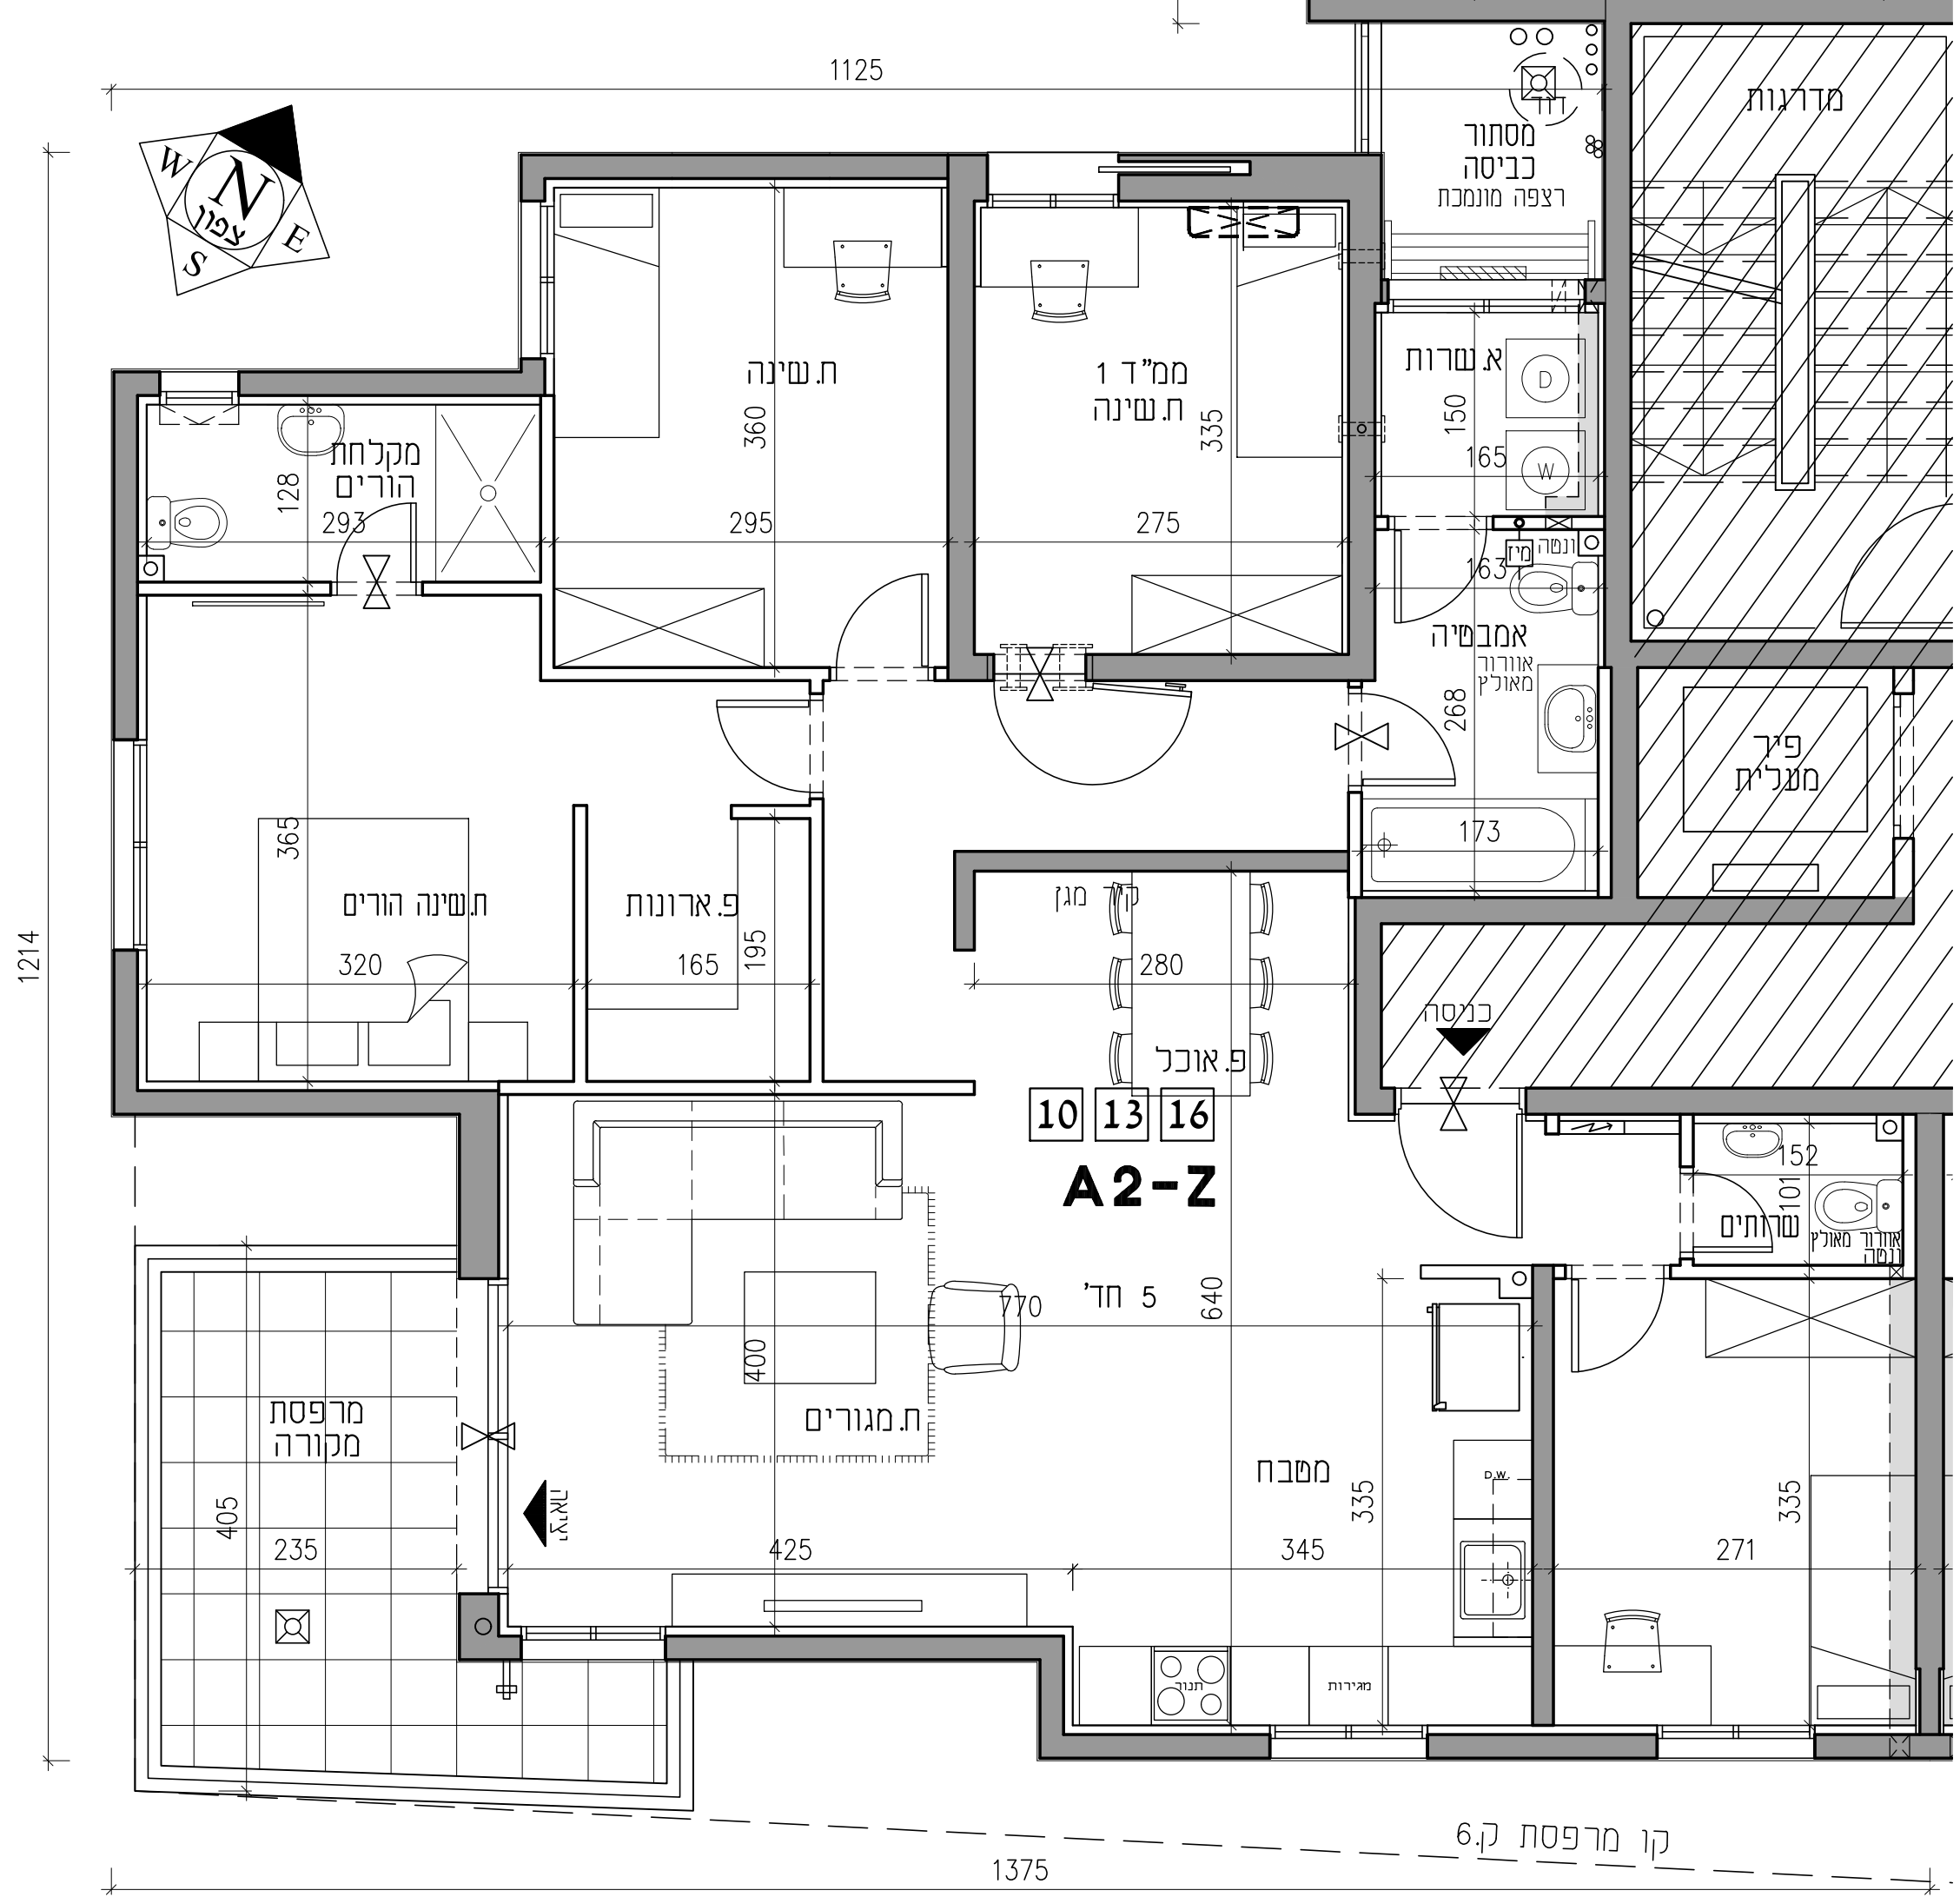 1125
מדרגות
דוד
מסתור
כביסה
רצפה מונמכת
W
N
E
S
צפון
ח.שינה
360
ממ"ד 1
ח.שינה
335
א.שרות
D
150
165
W
מקלחת
הורים
128
293
295
275
ונטה
מיז
163
אמבטיה
אוורור
מאולץ
268
173
פיר
מעלית
365
ח.שינה הורים
פ.ארונות
קיר מגן
1214
320
165
195
280
כניסה
פ.אוכל
10 13 16
A2-Z
152
101
שרותים
אוורור מאולץ
ונטה
5 חד'
640
770
400
ח.מגורים
מרפסת
מקורה
מטבח
D.W.
335
335
יציאה
405
235
425
345
271
תנור
מגירות
קו מרפסת ק.6
1375